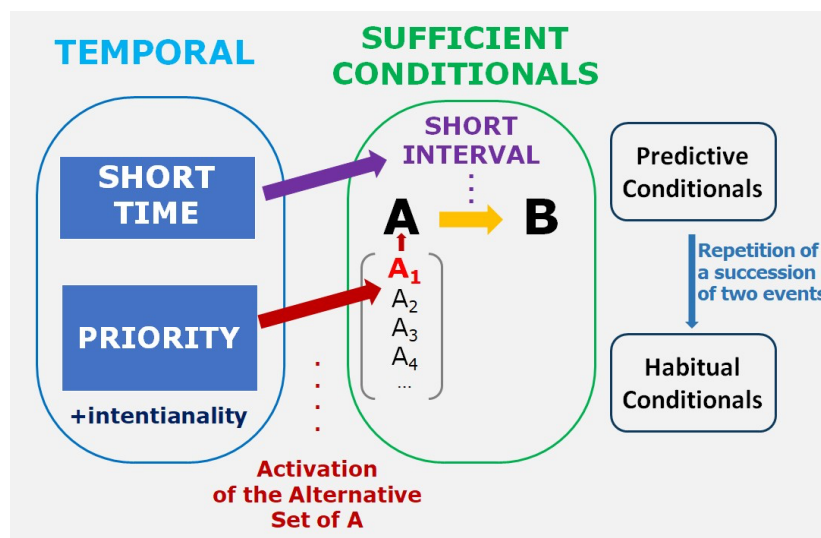 TEMPORAL
SHORT
TIME
PRIORITY
+intentianality
SUFFICIENT
CONDITIONALS
SHORT
INTERVAL
A
B
A1
A2
A3
A4
...
Activation
of the Alternative
Set of A
Predictive
Conditionals
Repetition of
a succession
of two events
Habitual
Conditionals